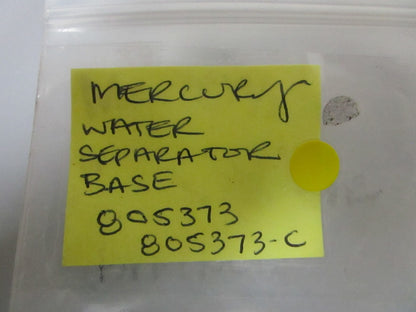 MERCURY
WATER
SEPARATOR
BASE
805373
805373-C